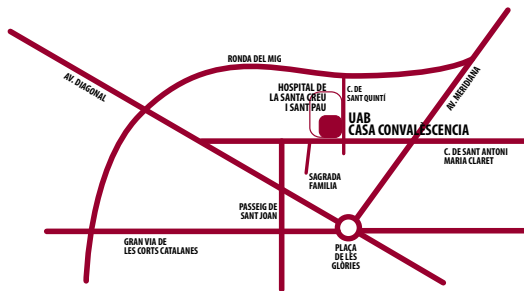 RONDA DEL MIG
AV. DIAGONAL
HOSPITAL DE
LA SANTA CREU
I SANT PAU
C. DE
SANT QUINTÍ
AV. MERIDIANA
UAB
CASA CONVALÈSCENCIA
C. DE SANT ANTONI
MARIA CLARET
SAGRADA
FAMILIA
PASSEIG DE
SANT JOAN
GRAN VIA DE
LES CORTS CATALANES
PLAÇA
DE LES
GLÒRIES